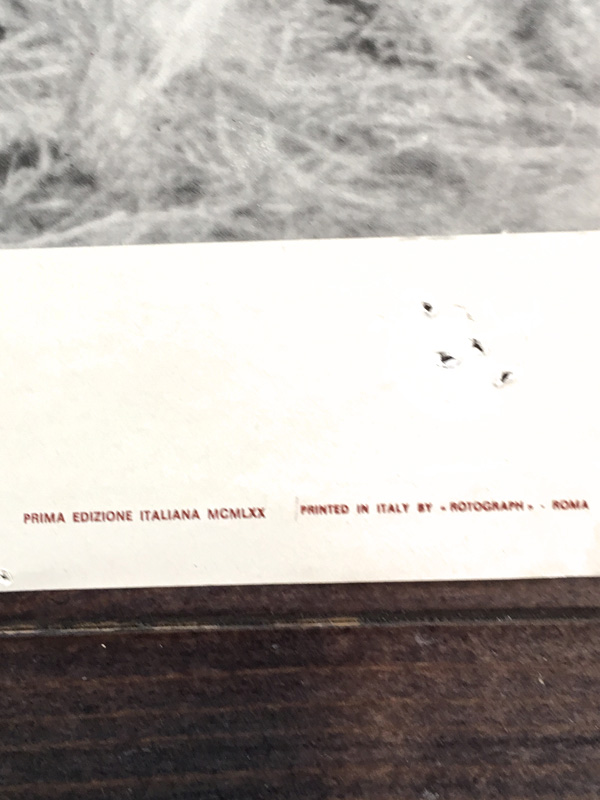 PRIMA EDIZIONE ITALIANA MCMLXX PRINTED IN ITALY BY « ROTOGRAPH » - ROMA